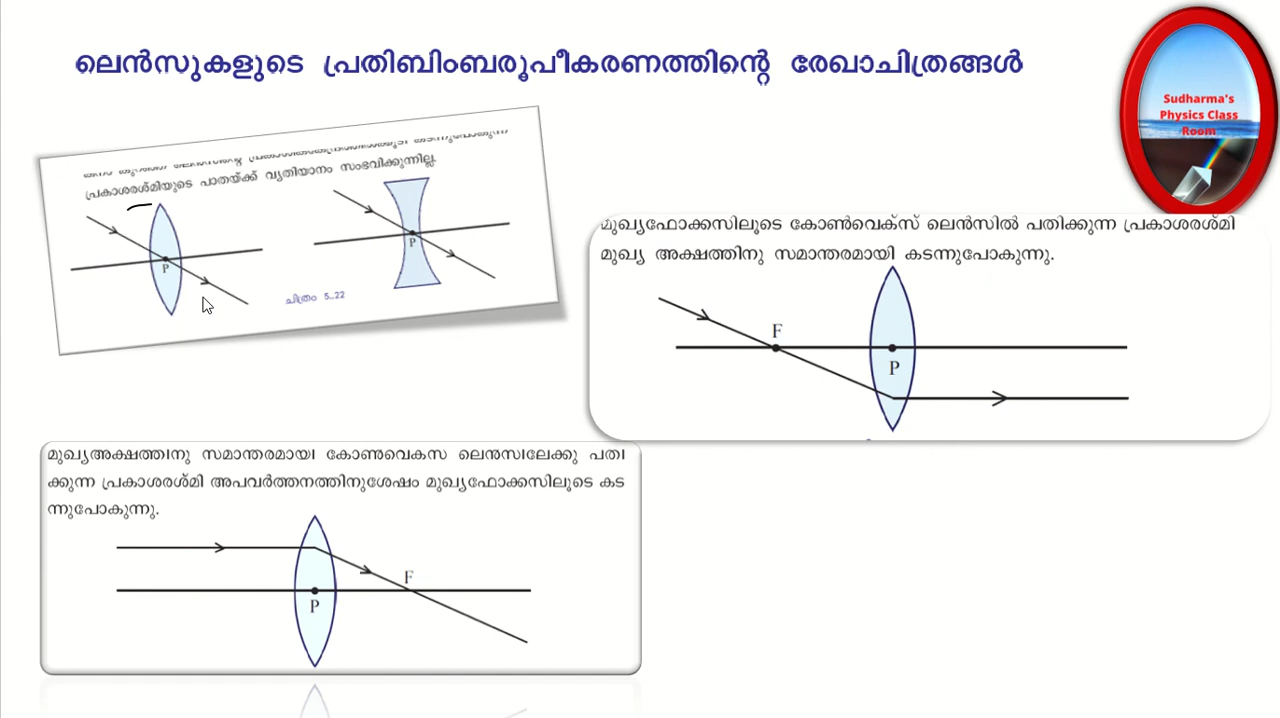 ലെൻസുകളുടെ പ്രതിബിംബരൂപീകരണത്തിന്റെ രേഖാചിത്രങ്ങൾ
Sudharma's
Physics Class
Room
പ്രകാശരശ്മിയുടെ പാതയ്ക്ക് വ്യതിയാനം സംഭവിക്കുന്നില്ല.
P
P
ചിത്രം 5.22
മുഖ്യഫോക്കസിലൂടെ കോൺവെക്സ് ലെൻസിൽ പതിക്കുന്ന പ്രകാശരശ്മി
മുഖ്യ അക്ഷത്തിനു സമാന്തരമായി കടന്നുപോകുന്നു.
F
P
മുഖ്യഅക്ഷത്തിനു സമാന്തരമായി കോൺവെകസ ലെൻസിലേക്കു പതി
ക്കുന്ന പ്രകാശരശ്മി അപവർത്തനത്തിനുശേഷം മുഖ്യഫോക്കസിലൂടെ കട
ന്നുപോകുന്നു.
F
P